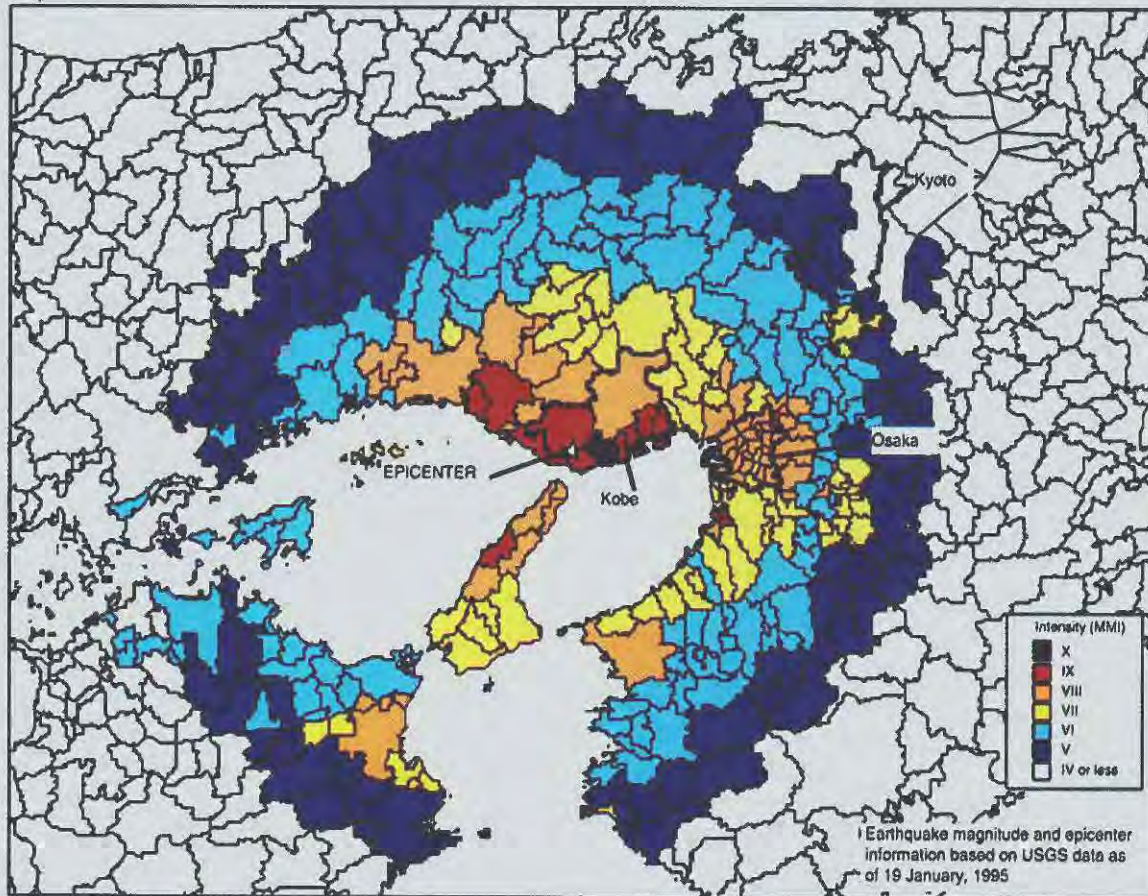 Kyoto
Osaka
EPICENTER
Kobe
Intensity (MMI)
X
IX
VIII
VII
VI
V
IV or less
Earthquake magnitude and epicenter
information based on USGS data as
of 19 January, 1995